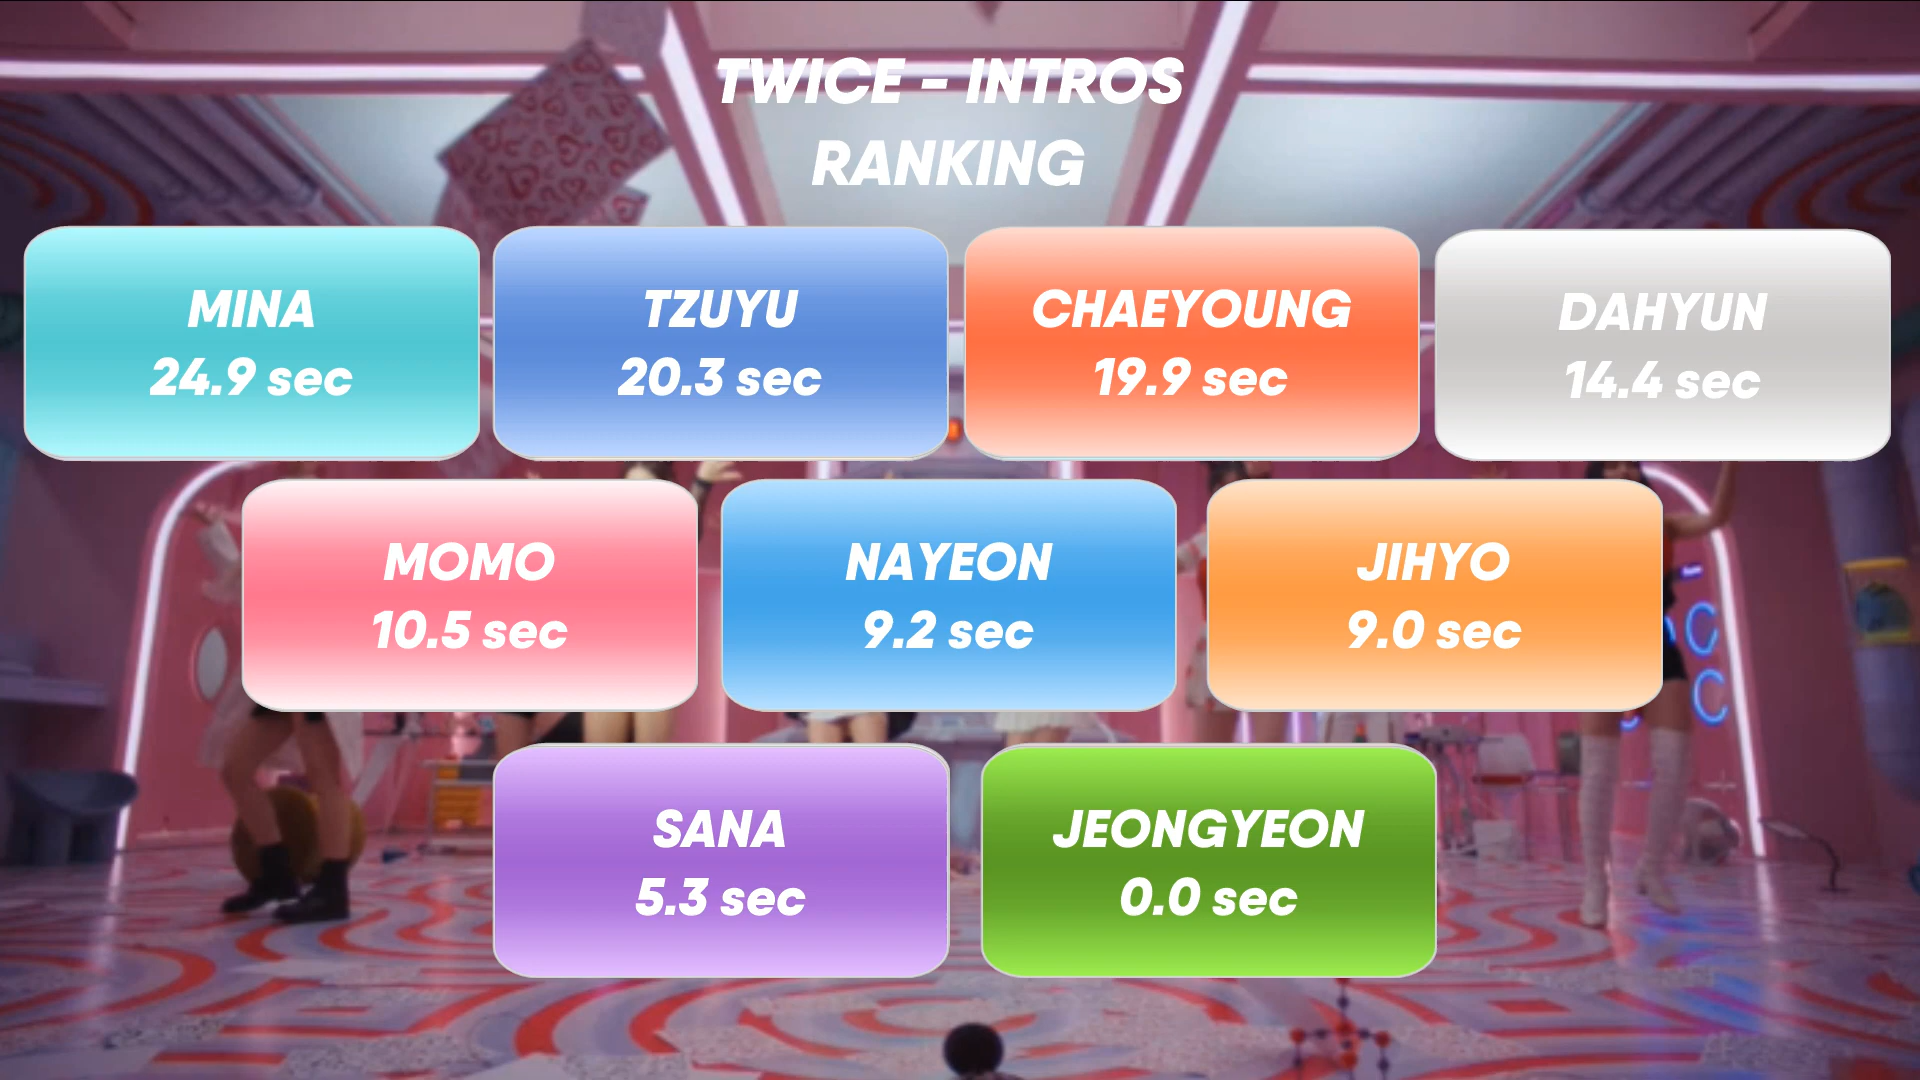 TWICE - INTROS
RANKING
MINA
24.9 sec
TZUYU
20.3 sec
CHAEYOUNG
19.9 sec
DAHYUN
14.4 sec
MOMO
10.5 sec
NAYEON
9.2 sec
JIHYO
9.0 sec
SANA
5.3 sec
JEONGYEON
0.0 sec